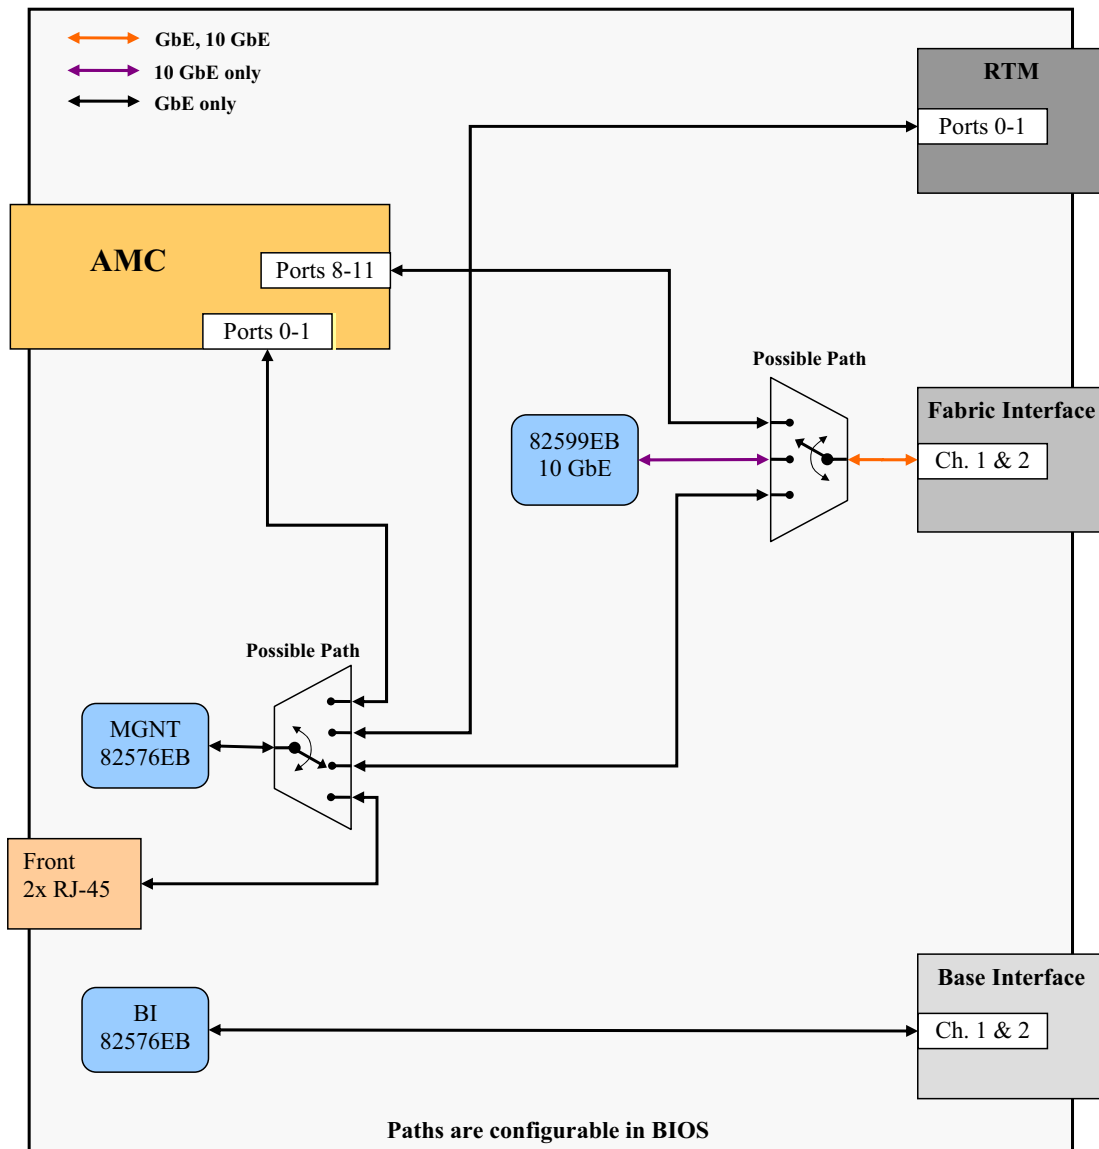 GbE, 10 GbE
10 GbE only
GbE only
RTM
Ports 0-1
AMC
Ports 8-11
Ports 0-1
Possible Path
Fabric Interface
Ch. 1 & 2
82599EB
10 GbE
Possible Path
MGNT
82576EB
Front
2x RJ-45
Base Interface
Ch. 1 & 2
BI
82576EB
Paths are configurable in BIOS